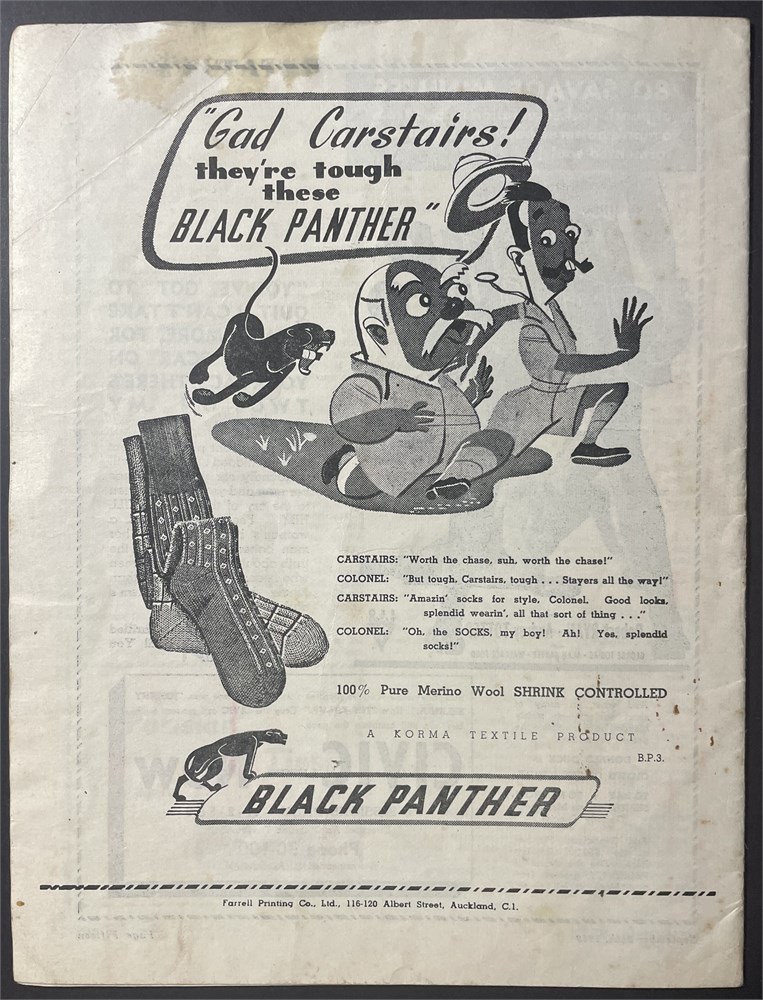 "Gad Carstairs!
they're tough
these
BLACK PANTHER"
CARSTAIRS: "Worth the chase, suh, worth the chase!"
COLONEL: "But tough, Carstairs, tough . . . Stayers all the way!"
CARSTAIRS: "Amazin' socks for style, Colonel. Good looks,
splendid wearin', all that sort of thing . . ."
COLONEL: "Oh, the SOCKS, my boy! Ah! Yes, splendid
socks!"
100% Pure Merino Wool SHRINK CONTROLLED
A KORMA TEXTILE PRODUCT
B.P.3.
BLACK PANTHER
Farrell Printing Co., Ltd., 116-120 Albert Street, Auckland, C.1.